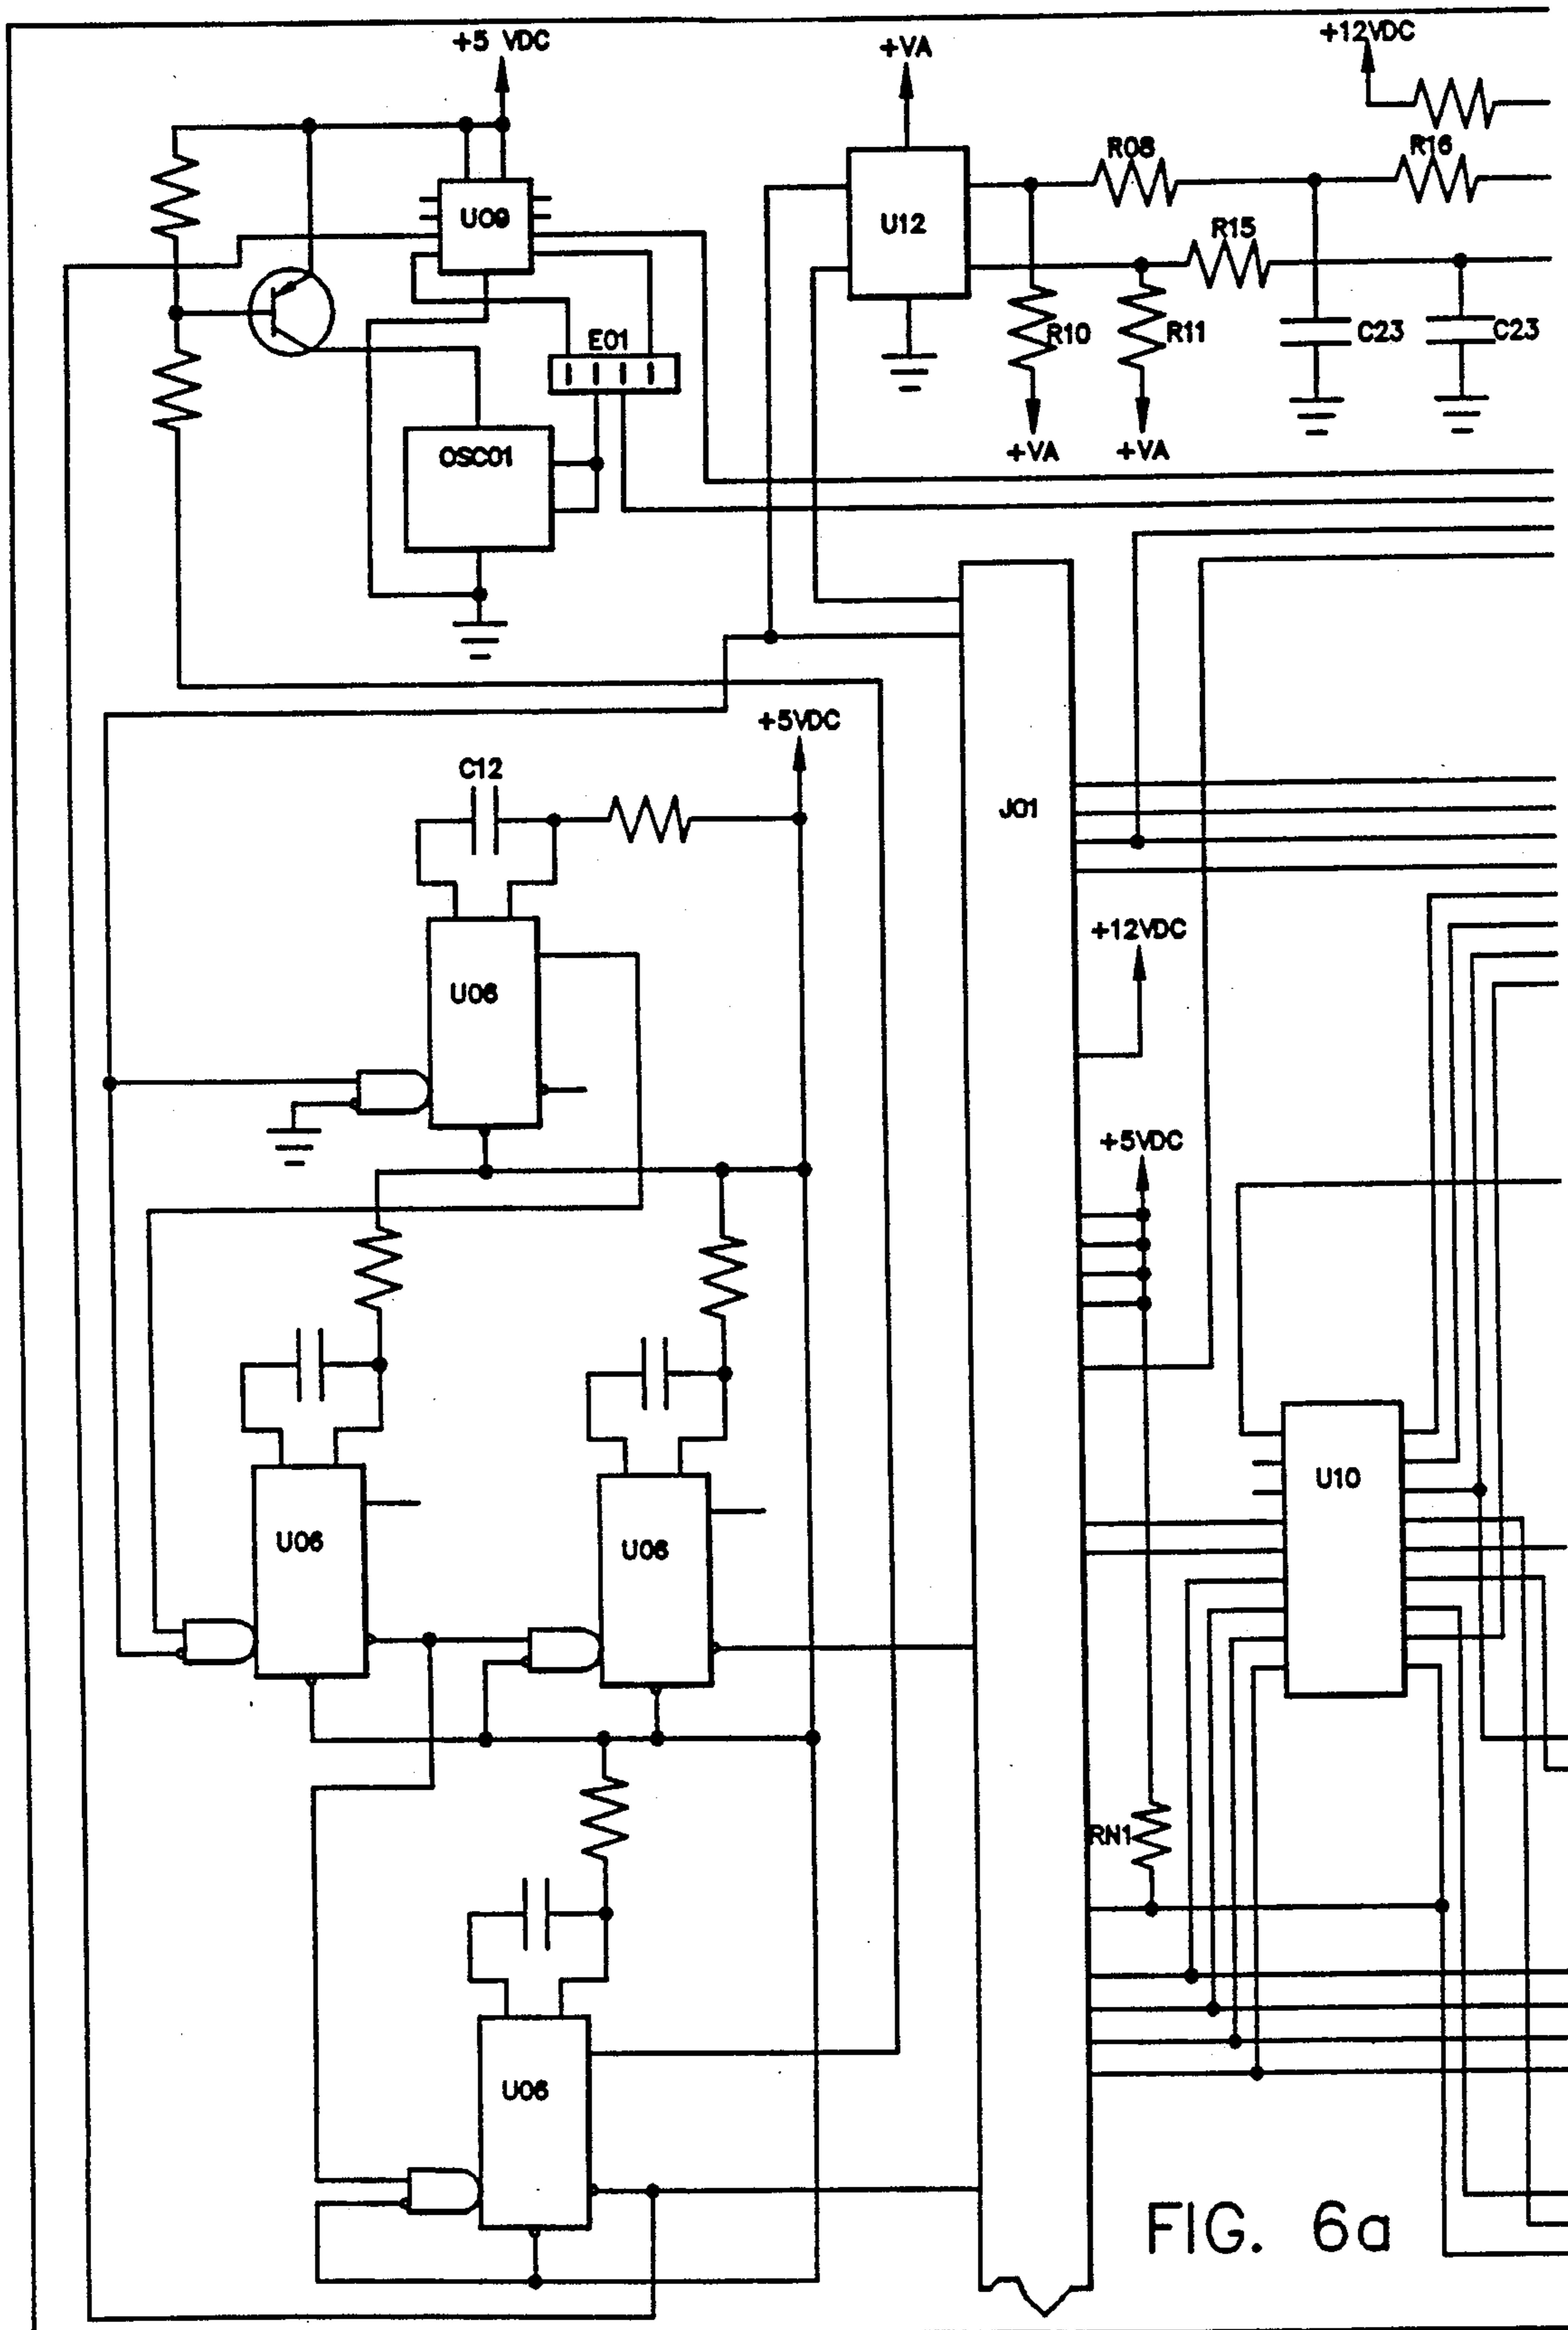 +5 VDC
+VA
+12VDC
R08
R16
U09
U12
R15
E01
R10
R11
C23
C23
OSC01
+VA
+VA
+5VDC
C12
J01
+12VDC
U06
+5VDC
U10
U06
U06
RN1
U06
FIG. 6a